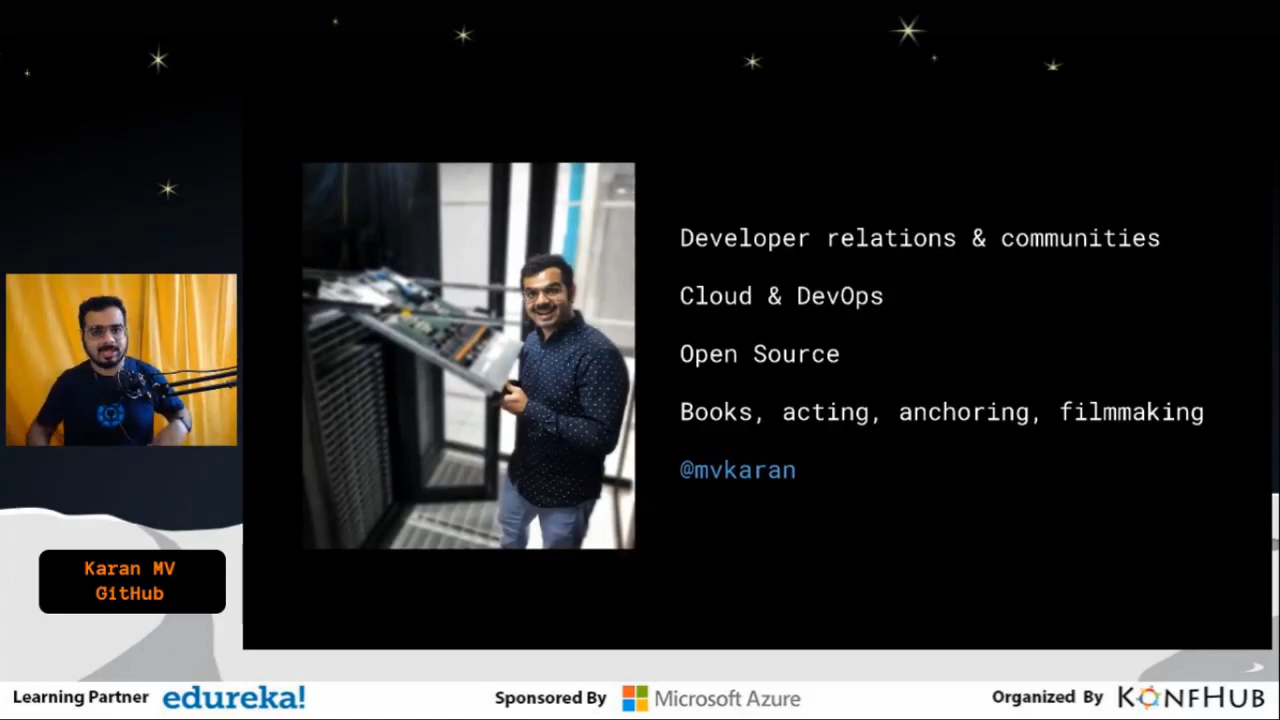 Developer relations & communities
Cloud & DevOps
Open Source
Books, acting, anchoring, filmmaking
@mvkaran
Karan MV
GitHub
Learning Partner edureka!
Sponsored By Microsoft Azure
Organized By KONFHUB